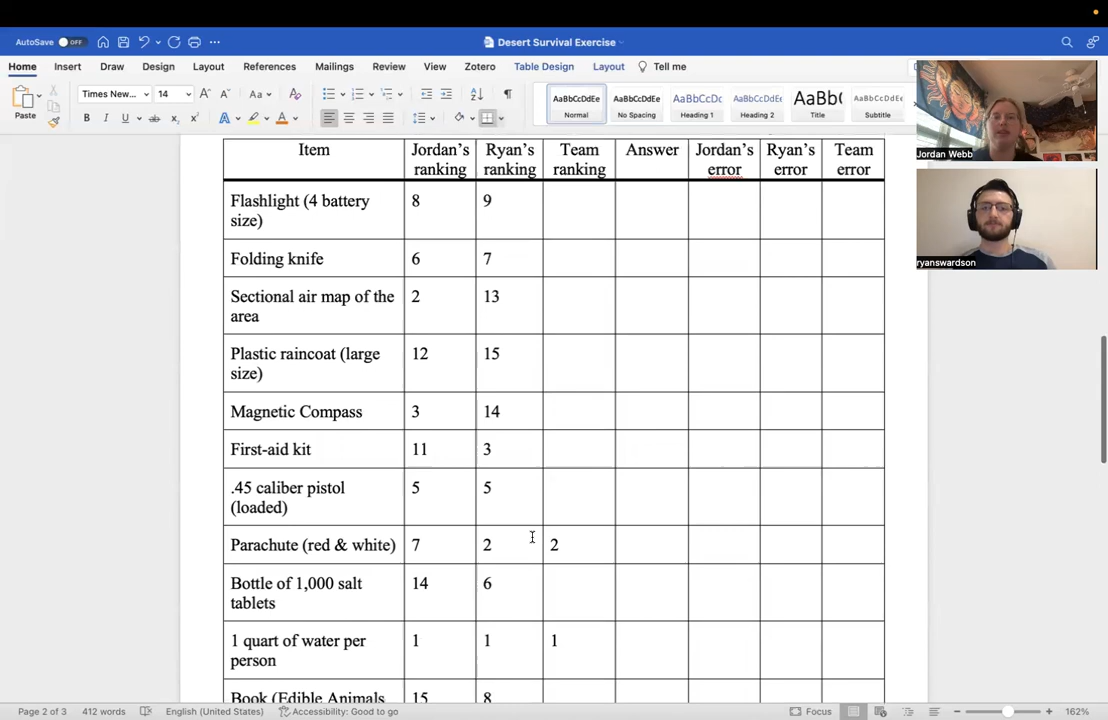 AutoSave OFF
Desert Survival Exercise
Home Insert Draw Design Layout References Mailings Review View Zotero Table Design Layout Tell me
Paste
Times New... 14
AaBbCcDdEe AaBbCcDdEe AaBbCcDc AaBbCcDdEe AaBb( AaBbCcDdEe
Normal No Spacing Heading 1 Heading 2 Title Subtitle
Jordan Webb
ryanswardson
Item Jordan’s ranking Ryan’s ranking Team ranking Answer Jordan’s error Ryan’s error Team error
Flashlight (4 battery 8 9
size)
Folding knife 6 7
Sectional air map of the 2 13
area
Plastic raincoat (large 12 15
size)
Magnetic Compass 3 14
First-aid kit 11 3
.45 caliber pistol 5 5
(loaded)
Parachute (red & white) 7 2 2
Bottle of 1,000 salt 14 6
tablets
1 quart of water per 1 1 1
person
Book (Edible Animals 15 8
Page 2 of 3 412 words English (United States) Accessibility: Good to go Focus 162%